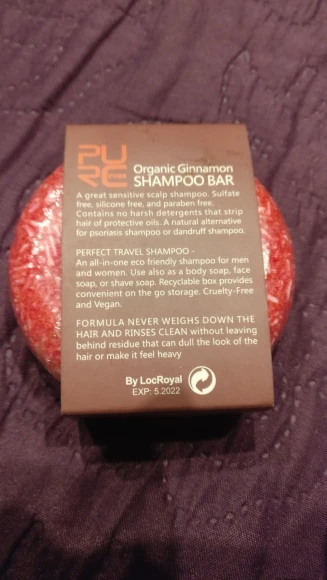 PU
RE
Organic Ginnamon
SHAMPOO BAR
A great sensitive scalp shampoo. Sulfate
free, silicone free, and paraben free.
Contains no harsh detergents that strip
hair of protective oils. A natural alternative
for psoriasis shampoo or dandruff shampoo.
PERFECT TRAVEL SHAMPOO -
An all-in-one eco friendly shampoo for men
and women. Use also as a body soap, face
soap, or shave soap. Recyclable box provides
convenient on the go storage. Cruelty-Free
and Vegan.
FORMULA NEVER WEIGHS DOWN THE
HAIR AND RINSES CLEAN without leaving
behind residue that can dull the look of the
hair or make it feel heavy
By LocRoyal
EXP: 5.2022